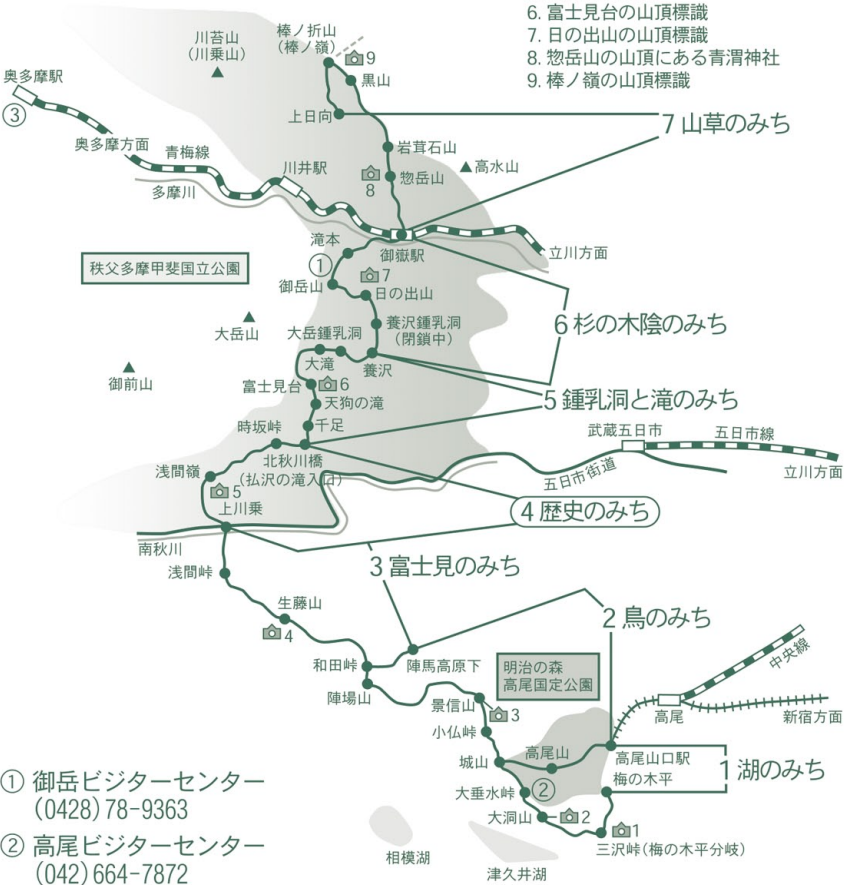 6. 富士見台の山頂標識
7. 日の出山の山頂標識
8. 惣岳山の山頂にある青渭神社
9. 棒ノ嶺の山頂標識
棒ノ折山
(棒ノ嶺)
9
黒山
川苔山
(川乗山)
奥多摩駅
③
上日向
7 山草のみち
奥多摩方面
青梅線
岩茸石山
高水山
川井駅
惣岳山
8
多摩川
滝本
御嶽駅
立川方面
①
7
秩父多摩甲斐国立公園
御岳山
日の出山
大岳山
大岳鍾乳洞
養沢鍾乳洞
(閉鎖中)
6 杉の木陰のみち
大滝
養沢
御前山
富士見台
6
天狗の滝
5 鍾乳洞と滝のみち
時坂峠
千足
武蔵五日市
五日市線
北秋川橋
(払沢の滝入口)
浅間嶺
五日市街道
立川方面
5
上川乗
4 歴史のみち
南秋川
浅間峠
3 富士見のみち
生藤山
4
2 鳥のみち
和田峠
陣馬高原下
明治の森
高尾国定公園
中央線
陣場山
景信山
3
高尾
新宿方面
小仏峠
城山
高尾山
高尾山口駅
梅の木平
1 湖のみち
大垂水峠
②
大洞山
2
1
三沢峠(梅の木平分岐)
相模湖
津久井湖
① 御岳ビジターセンター
(0428)78-9363
② 高尾ビジターセンター
(042)664-7872